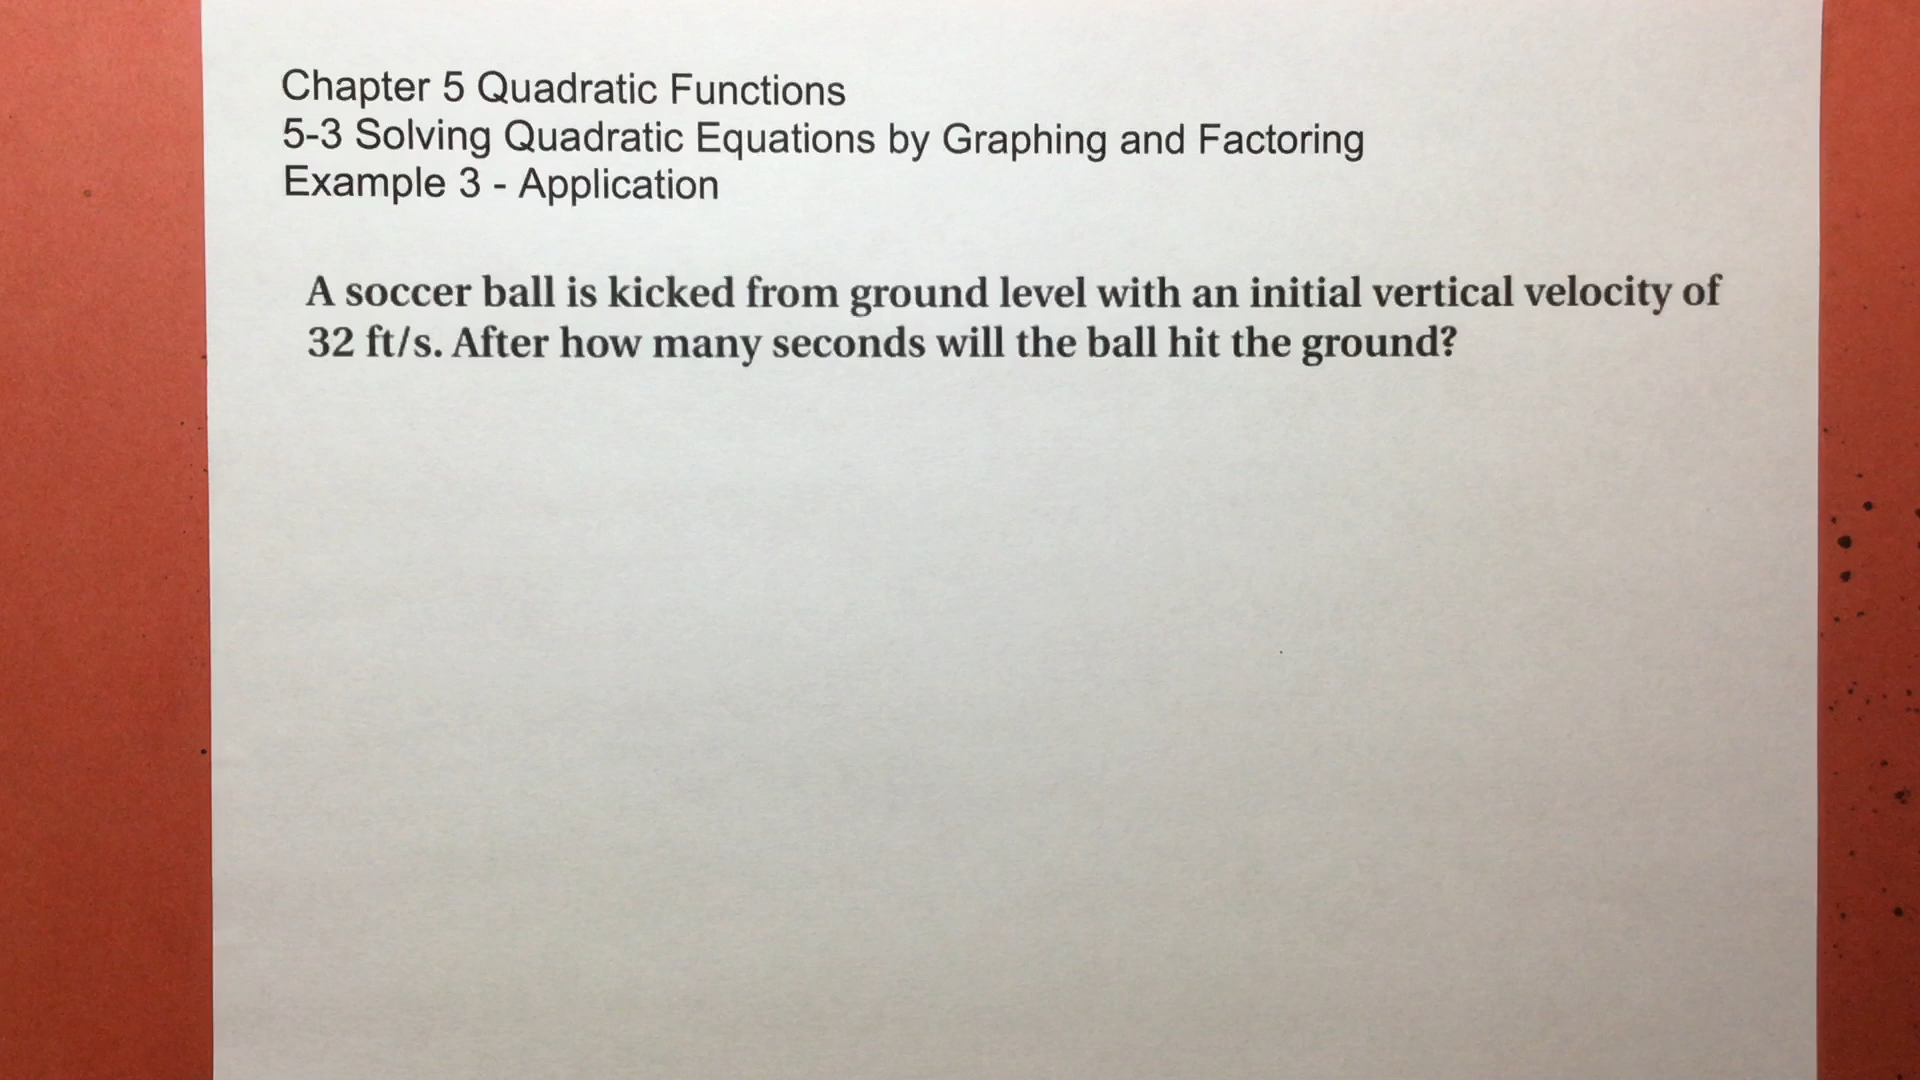 Chapter 5 Quadratic Functions
5-3 Solving Quadratic Equations by Graphing and Factoring
Example 3 - Application
A soccer ball is kicked from ground level with an initial vertical velocity of
32 ft/s. After how many seconds will the ball hit the ground?